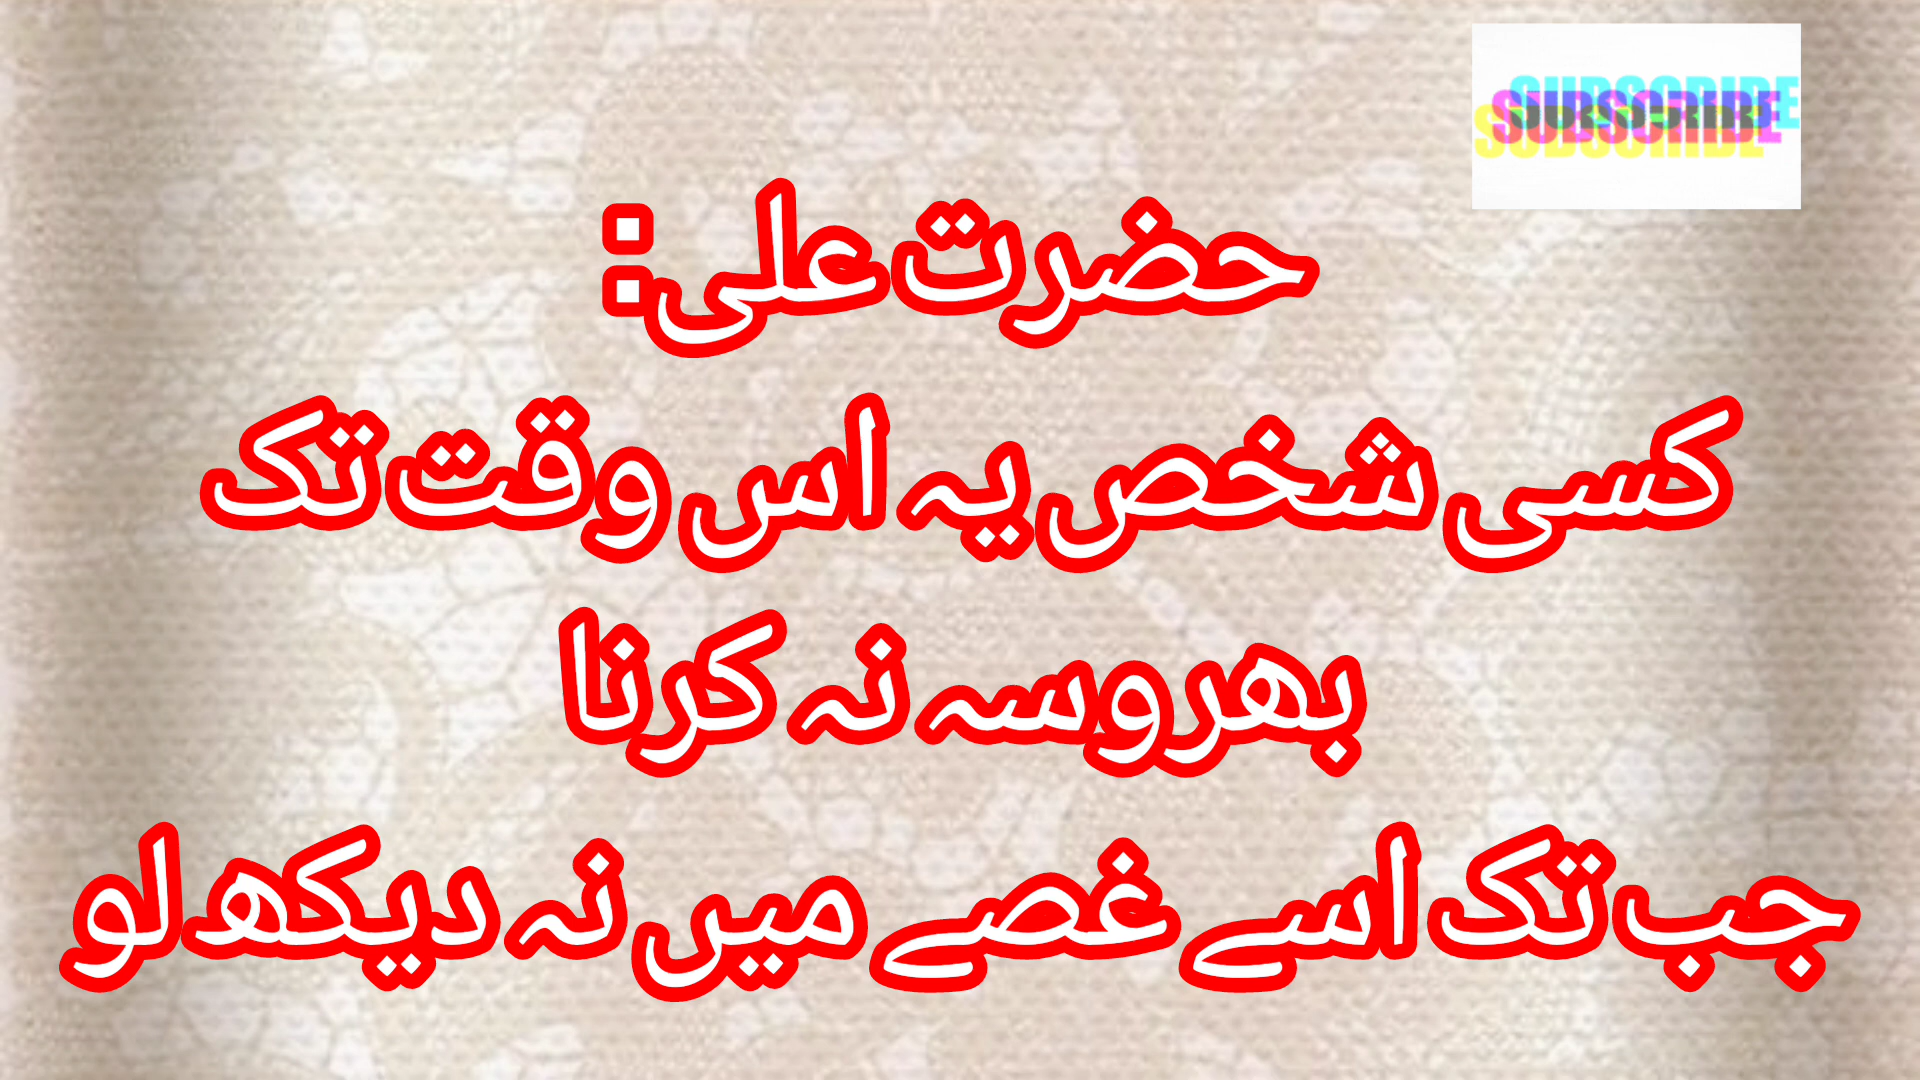 SUBSCRIBE
حضرت علی:
کسی شخص یہ اس وقت تک
بھروسہ نہ کرنا
جب تک اسے غصے میں نہ دیکھ لو